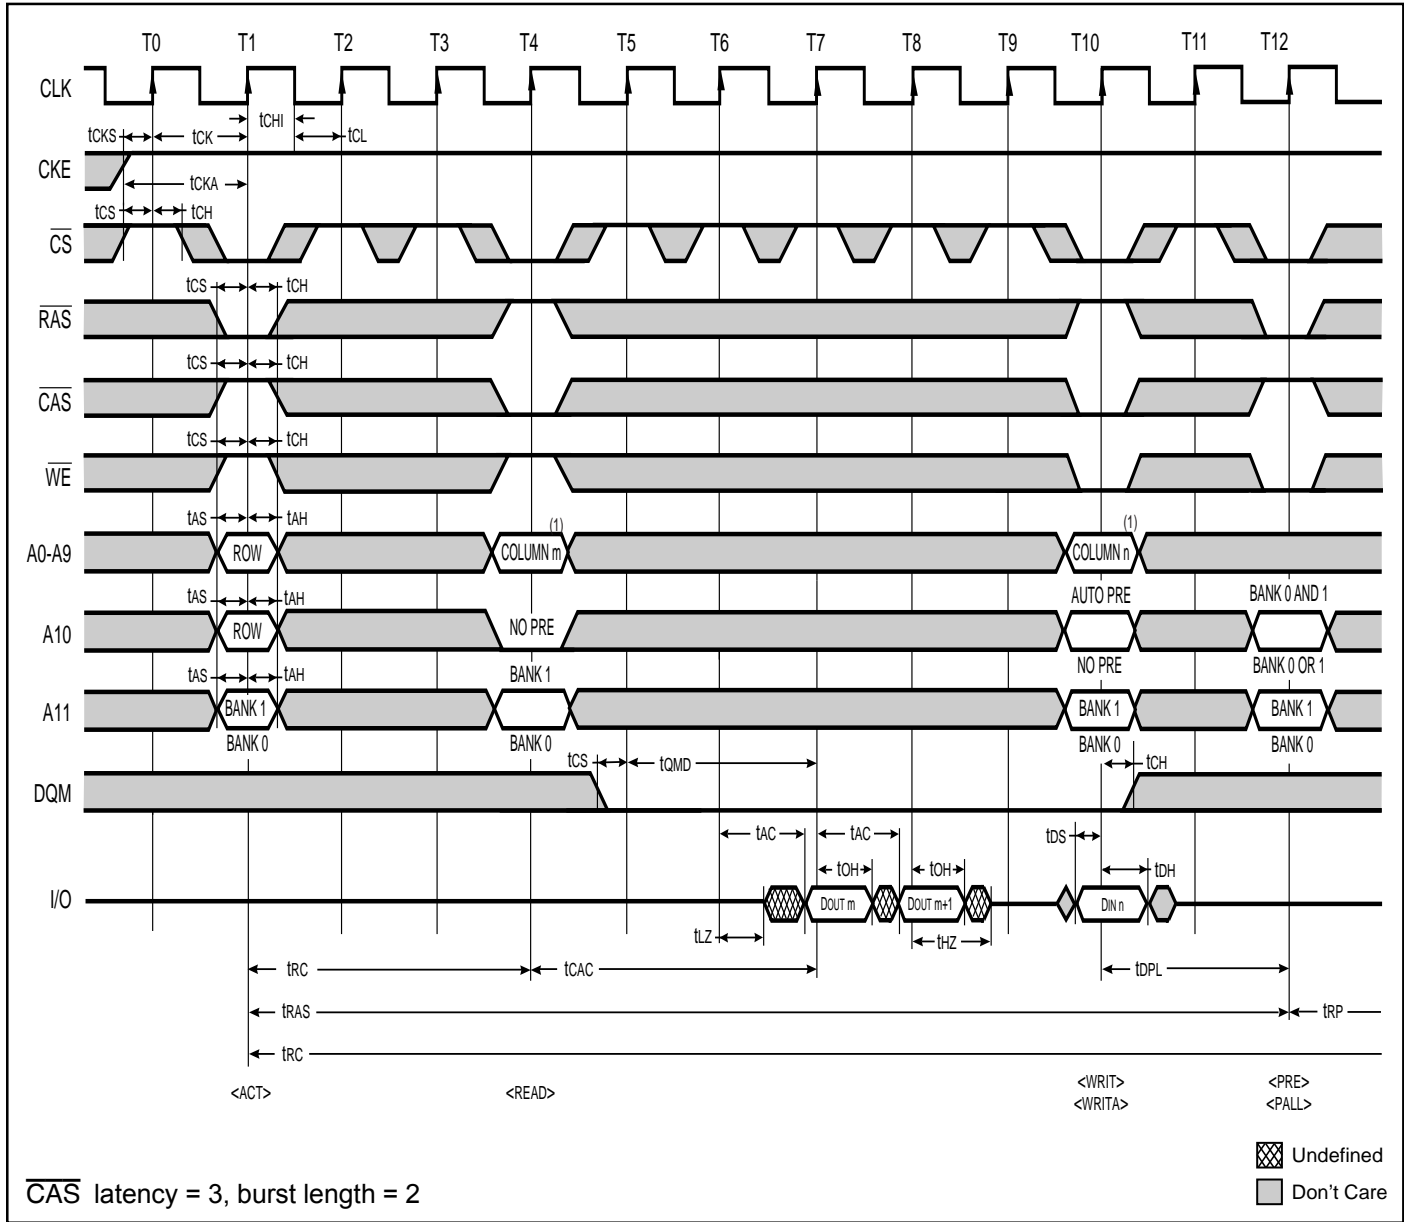 T0 T1 T2 T3 T4 T5 T6 T7 T8 T9 T10 T11 T12
CLK
tCHI
tCKS tCK tCL
CKE
tCKA
tCS tCH
CS
tCS tCH
RAS
tCS tCH
CAS
tCS tCH
WE
tAS tAH (1) (1)
A0-A9 ROW COLUMN m COLUMN n
tAS tAH AUTO PRE BANK 0 AND 1
A10 ROW NO PRE
NO PRE BANK 0 OR 1
tAS tAH BANK 1
A11 BANK 1 BANK 1 BANK 1
BANK 0 BANK 0 BANK 0 BANK 0
tCS tQMD tCH
DQM
tAC tAC tDS
tOH tOH tDH
I/O DOUT m DOUT m+1 DIN n
tLZ tHZ
tRC tCAC tDPL
tRAS tRP
tRC
<ACT> <READ> <WRIT> <PRE>
<WRITA> <PALL>
Undefined
Don't Care
CAS latency = 3, burst length = 2